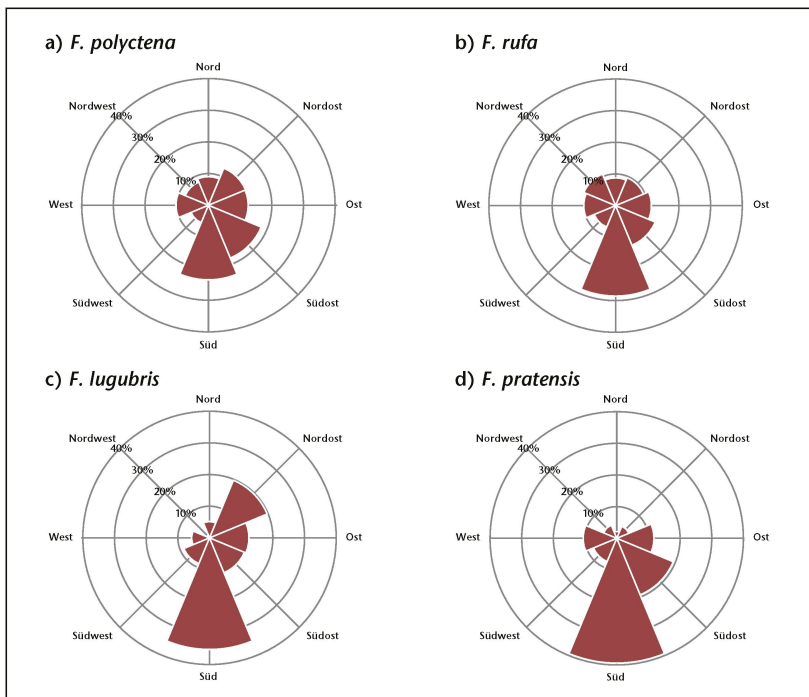 a) F. polyctena
Nord
Nordwest
Nordost
40%
30%
20%
10%
West
Ost
Südwest
Südost
Süd
b) F. rufa
Nord
Nordwest
Nordost
40%
30%
20%
10%
West
Ost
Südwest
Südost
Süd
c) F. lugubris
Nord
Nordwest
Nordost
40%
30%
20%
10%
West
Ost
Südwest
Südost
Süd
d) F. pratensis
Nord
Nordwest
Nordost
40%
30%
20%
10%
West
Ost
Südwest
Südost
Süd